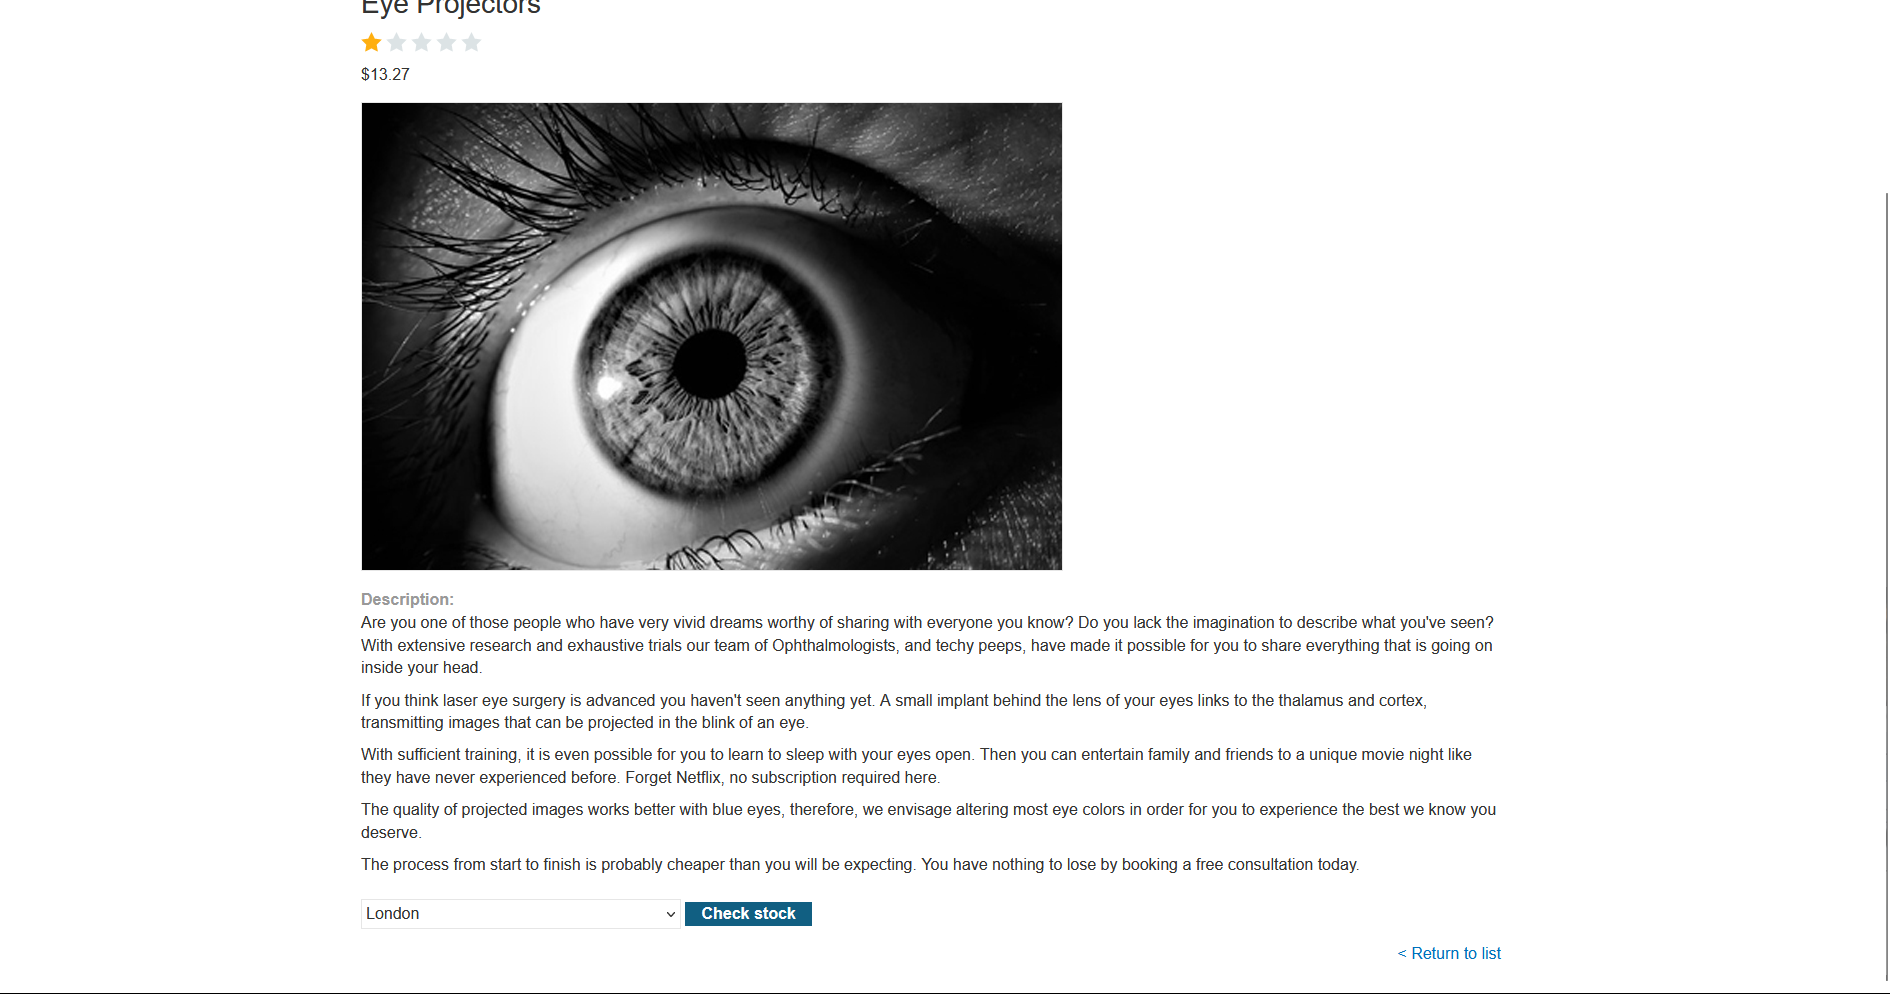 Eye Projectors
$13.27
Description:
Are you one of those people who have very vivid dreams worthy of sharing with everyone you know? Do you lack the imagination to describe what you've seen?
With extensive research and exhaustive trials our team of Ophthalmologists, and techy peeps, have made it possible for you to share everything that is going on
inside your head.
If you think laser eye surgery is advanced you haven't seen anything yet. A small implant behind the lens of your eyes links to the thalamus and cortex,
transmitting images that can be projected in the blink of an eye.
With sufficient training, it is even possible for you to learn to sleep with your eyes open. Then you can entertain family and friends to a unique movie night like
they have never experienced before. Forget Netflix, no subscription required here.
The quality of projected images works better with blue eyes, therefore, we envisage altering most eye colors in order for you to experience the best we know you
deserve.
The process from start to finish is probably cheaper than you will be expecting. You have nothing to lose by booking a free consultation today.
London
Check stock
< Return to list